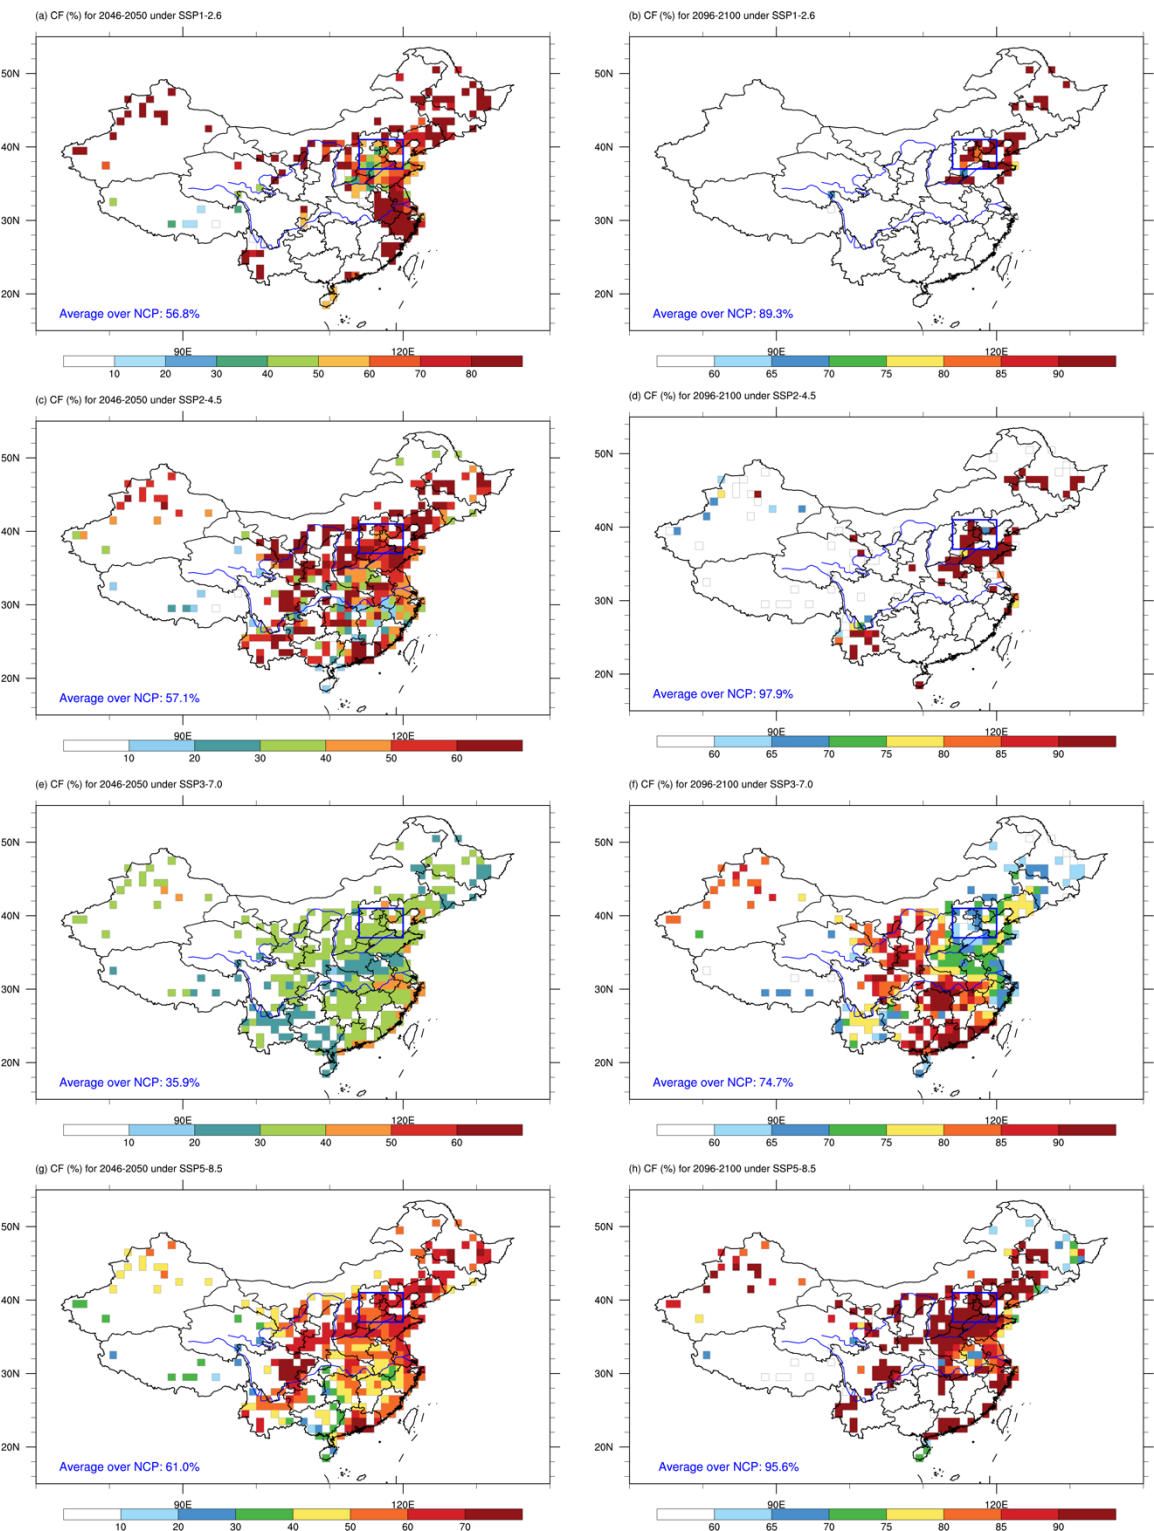 (a) CF (%) for 2046-2050 under SSP1-2.6
50N
40N
30N
20N
Average over NCP: 56.8%
90E 120E
10 20 30 40 50 60 70 80
(b) CF (%) for 2096-2100 under SSP1-2.6
50N
40N
30N
20N
Average over NCP: 89.3%
90E 120E
60 65 70 75 80 85 90
(c) CF (%) for 2046-2050 under SSP2-4.5
50N
40N
30N
20N
Average over NCP: 57.1%
90E 120E
10 20 30 40 50 60
(d) CF (%) for 2096-2100 under SSP2-4.5
50N
40N
30N
20N
Average over NCP: 97.9%
90E 120E
60 65 70 75 80 85 90
(e) CF (%) for 2046-2050 under SSP3-7.0
50N
40N
30N
20N
Average over NCP: 35.9%
90E 120E
10 20 30 40 50 60
(f) CF (%) for 2096-2100 under SSP3-7.0
50N
40N
30N
20N
Average over NCP: 74.7%
90E 120E
60 65 70 75 80 85 90
(g) CF (%) for 2046-2050 under SSP5-8.5
50N
40N
30N
20N
Average over NCP: 61.0%
90E 120E
10 20 30 40 50 60 70
(h) CF (%) for 2096-2100 under SSP5-8.5
50N
40N
30N
20N
Average over NCP: 95.6%
90E 120E
60 65 70 75 80 85 90